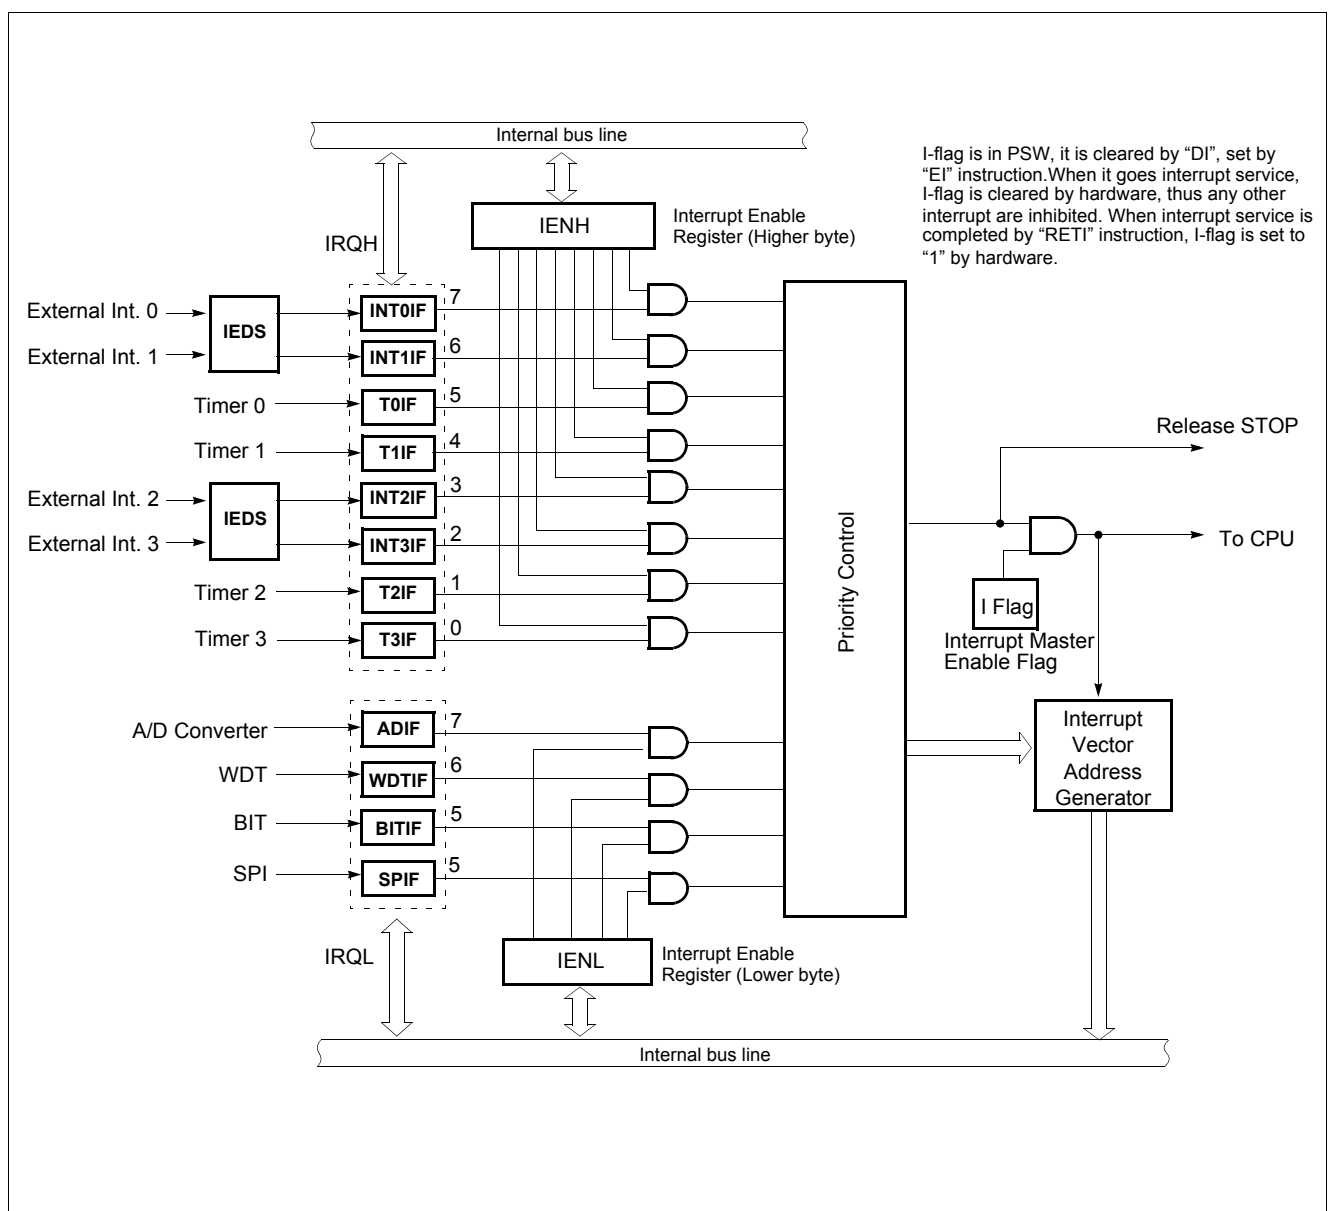 Internal bus line
I-flag is in PSW, it is cleared by “DI”, set by
“EI” instruction.When it goes interrupt service,
I-flag is cleared by hardware, thus any other
interrupt are inhibited. When interrupt service is
completed by “RETI” instruction, I-flag is set to
“1” by hardware.
IRQH
IENH
Interrupt Enable
Register (Higher byte)
External Int. 0
External Int. 1
IEDS
INT0IF
7
INT1IF
6
Timer 0
T0IF
5
Timer 1
T1IF
4
External Int. 2
External Int. 3
IEDS
INT2IF
3
INT3IF
2
Timer 2
T2IF
1
Timer 3
T3IF
0
Priority Control
Release STOP
To CPU
I Flag
Interrupt Master
Enable Flag
A/D Converter
ADIF
7
WDT
WDTIF
6
BIT
BITIF
5
SPI
SPIF
5
Interrupt
Vector
Address
Generator
IRQL
IENL
Interrupt Enable
Register (Lower byte)
Internal bus line